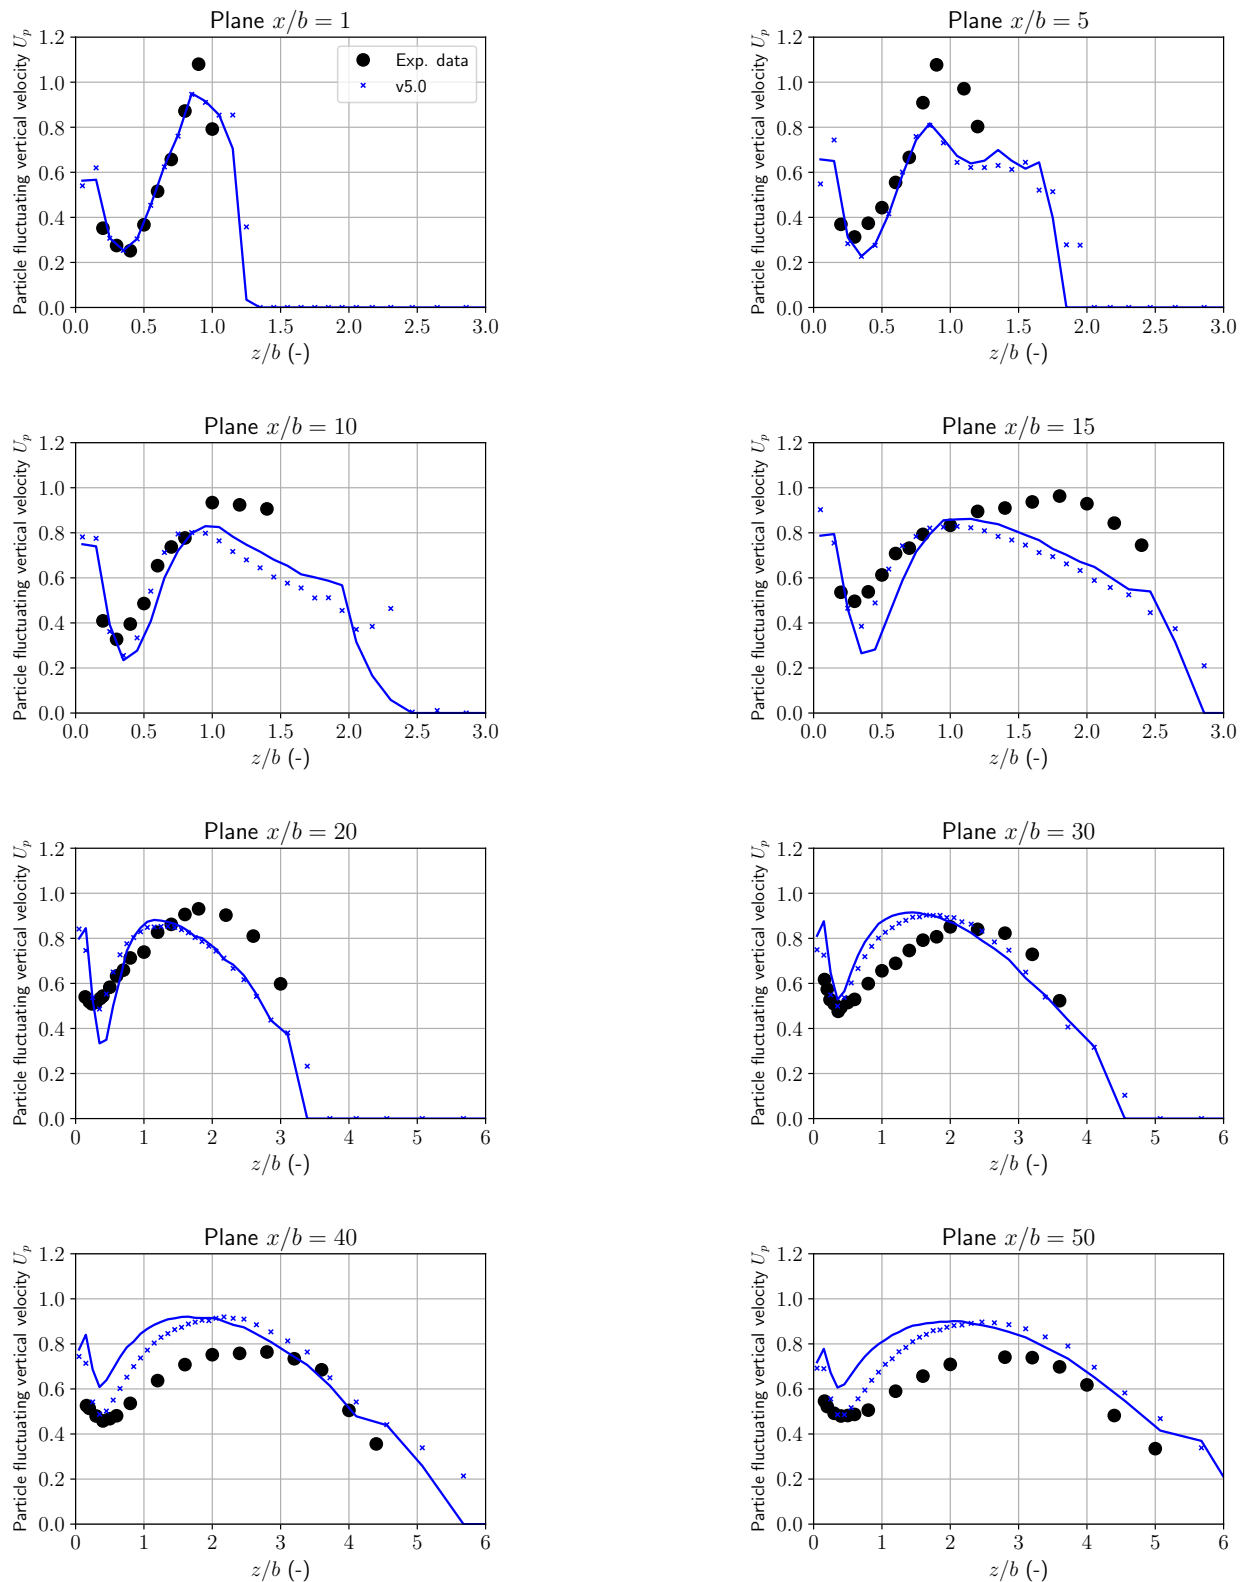 Plane x/b = 1
Particle fluctuating vertical velocity U_p
1.2
1.0
0.8
0.6
0.4
0.2
0.0
Exp. data
v5.0
0.0 0.5 1.0 1.5 2.0 2.5 3.0
z/b (-)
Plane x/b = 5
Particle fluctuating vertical velocity U_p
1.2
1.0
0.8
0.6
0.4
0.2
0.0
0.0 0.5 1.0 1.5 2.0 2.5 3.0
z/b (-)
Plane x/b = 10
Particle fluctuating vertical velocity U_p
1.2
1.0
0.8
0.6
0.4
0.2
0.0
0.0 0.5 1.0 1.5 2.0 2.5 3.0
z/b (-)
Plane x/b = 15
Particle fluctuating vertical velocity U_p
1.2
1.0
0.8
0.6
0.4
0.2
0.0
0.0 0.5 1.0 1.5 2.0 2.5 3.0
z/b (-)
Plane x/b = 20
Particle fluctuating vertical velocity U_p
1.2
1.0
0.8
0.6
0.4
0.2
0.0
0 1 2 3 4 5 6
z/b (-)
Plane x/b = 30
Particle fluctuating vertical velocity U_p
1.2
1.0
0.8
0.6
0.4
0.2
0.0
0 1 2 3 4 5 6
z/b (-)
Plane x/b = 40
Particle fluctuating vertical velocity U_p
1.2
1.0
0.8
0.6
0.4
0.2
0.0
0 1 2 3 4 5 6
z/b (-)
Plane x/b = 50
Particle fluctuating vertical velocity U_p
1.2
1.0
0.8
0.6
0.4
0.2
0.0
0 1 2 3 4 5 6
z/b (-)